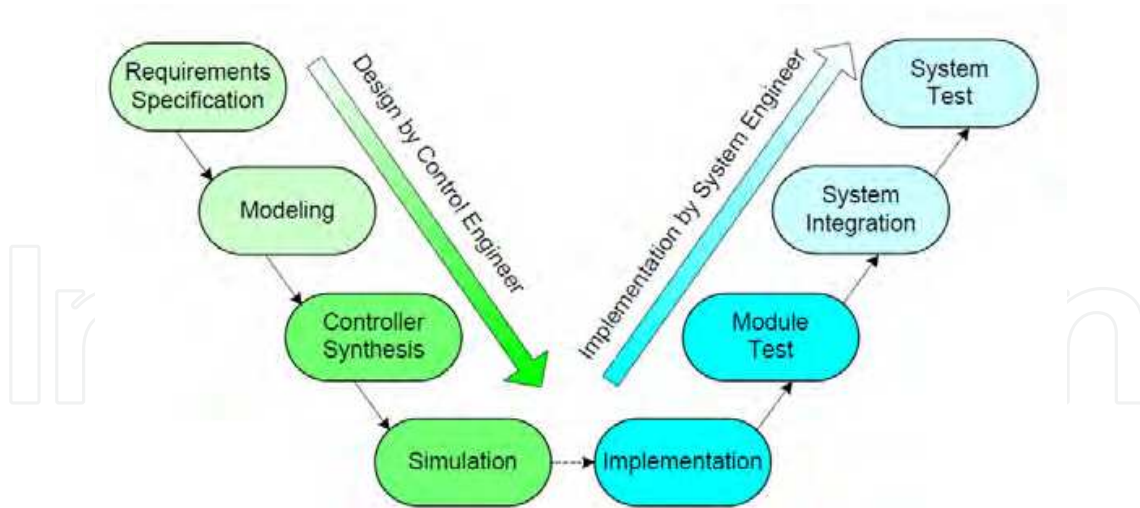 Requirements
Specification
Modeling
Controller
Synthesis
Simulation
Design by Control Engineer
Implementation
Module
Test
System
Integration
System
Test
Implementation by System Engineer